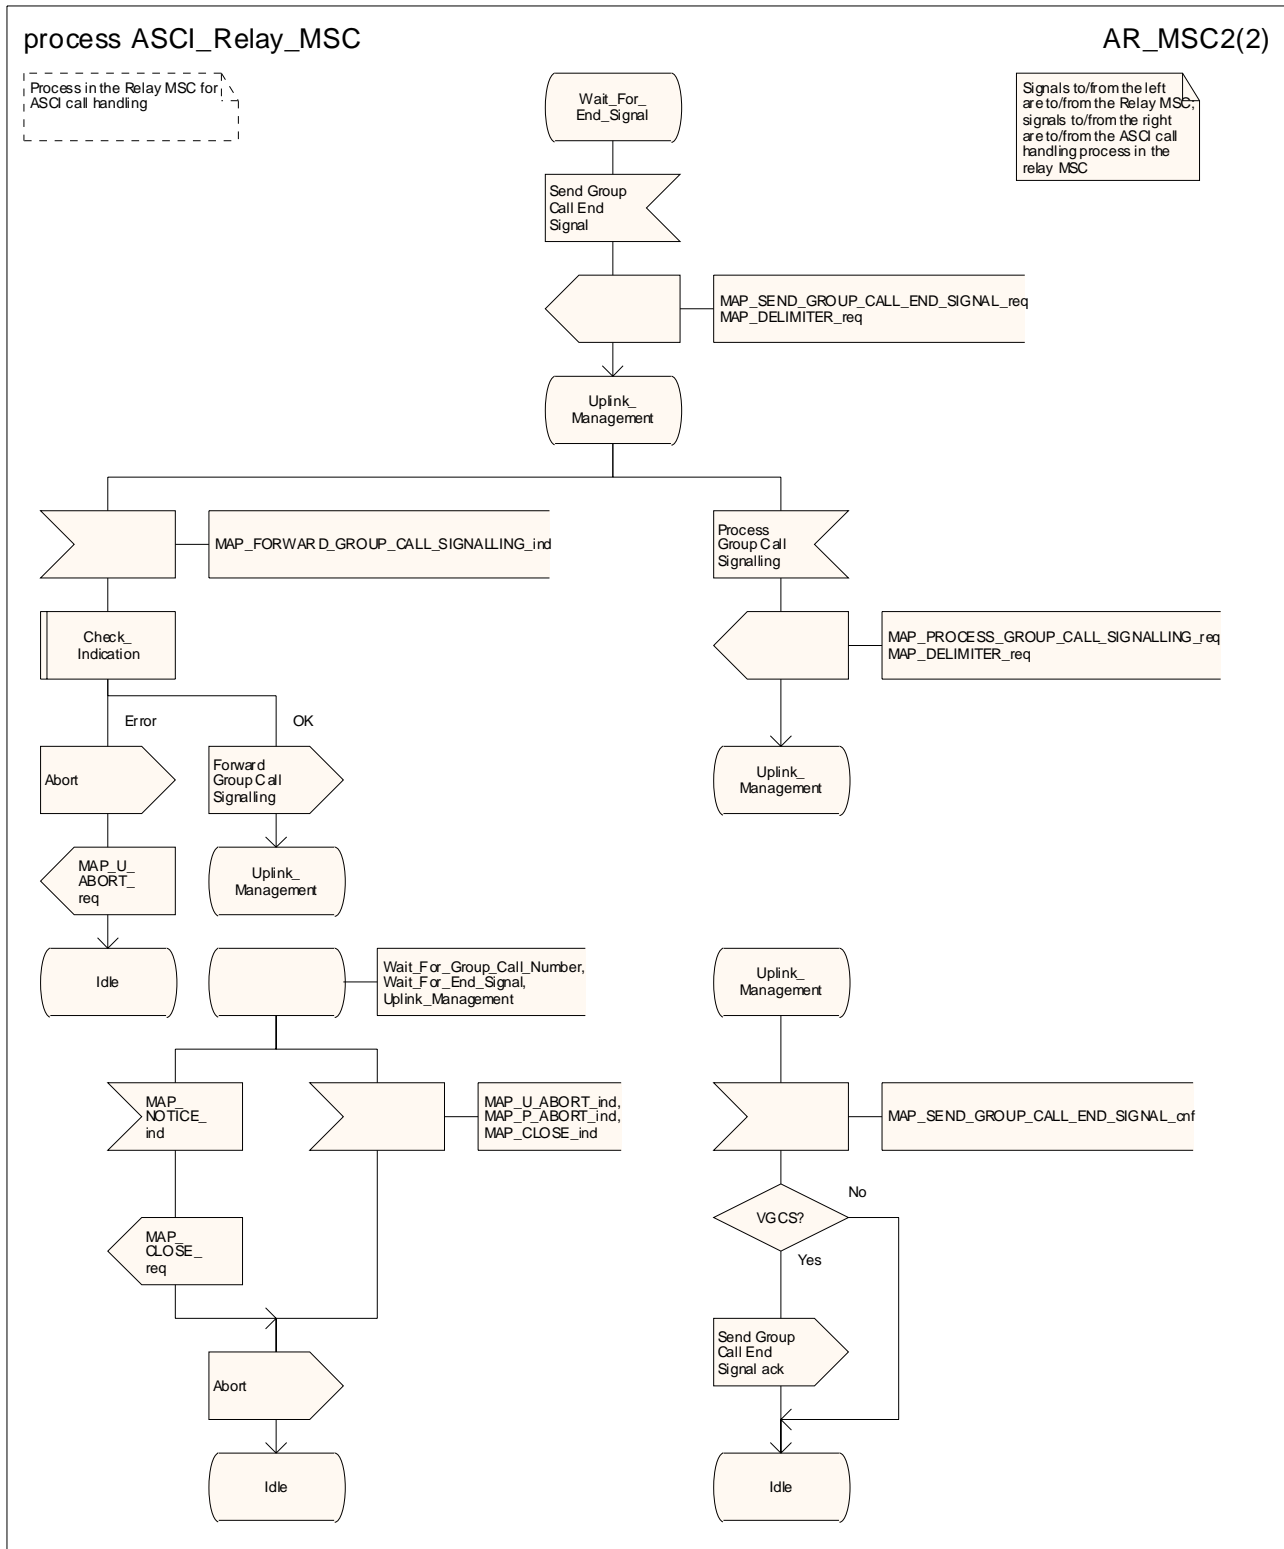 process ASCI_Relay_MSC
AR_MSC2(2)
Process in the Relay MSC for
ASCI call handling
Wait_For_
End_Signal
Signals to/from the left
are to/from the Relay MSC;
signals to/from the right
are to/from the ASCI call
handling process in the
relay MSC
Send Group
Call End
Signal
MAP_SEND_GROUP_CALL_END_SIGNAL_req
MAP_DELIMITER_req
Uplink_
Management
MAP_FORWARD_GROUP_CALL_SIGNALLING_ind
Process
Group Call
Signalling
Check_
Indication
MAP_PROCESS_GROUP_CALL_SIGNALLING_req
MAP_DELIMITER_req
Error
OK
Abort
Forward
Group Call
Signalling
Uplink_
Management
MAP_U_
ABORT_
req
Uplink_
Management
Idle
Wait_For_Group_Call_Number,
Wait_For_End_Signal,
Uplink_Management
Uplink_
Management
MAP_
NOTICE_
ind
MAP_U_ABORT_ind,
MAP_P_ABORT_ind,
MAP_CLOSE_ind
MAP_SEND_GROUP_CALL_END_SIGNAL_cnf
No
VGCS?
Yes
MAP_
CLOSE_
req
Send Group
Call End
Signal ack
Abort
Idle
Idle